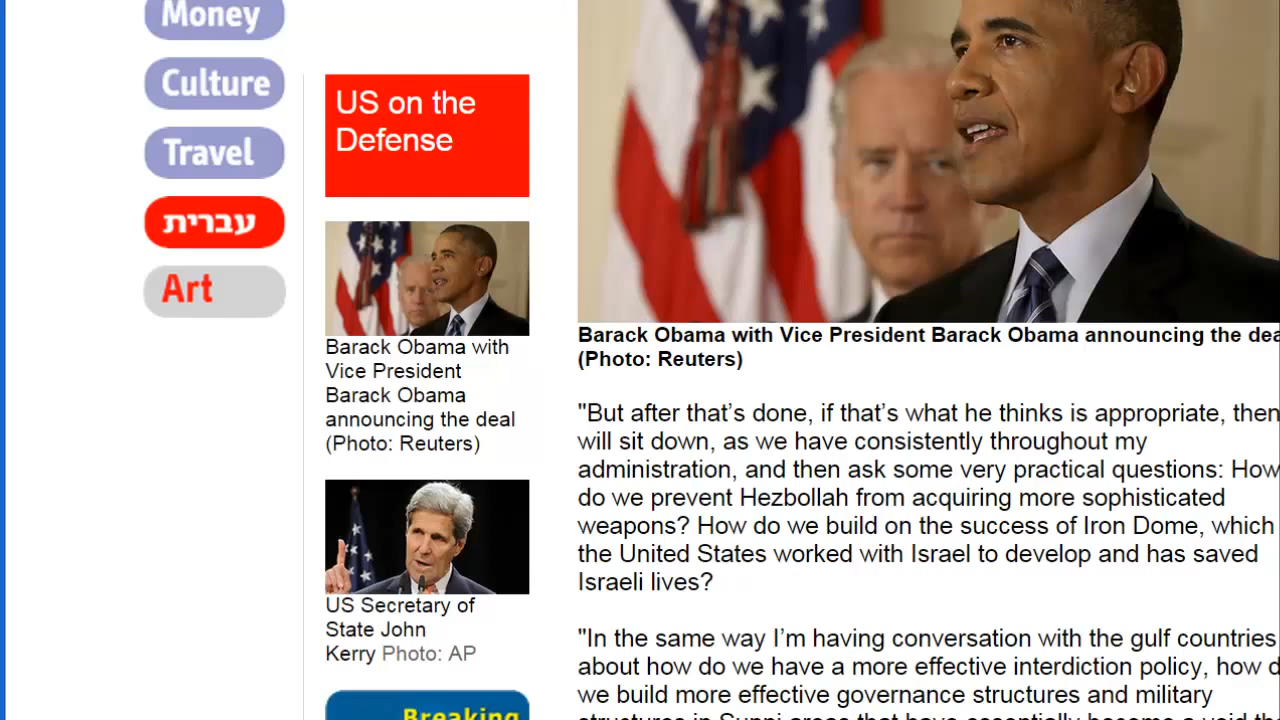 Money
Culture
Travel
עברית
Art
US on the
Defense
Barack Obama with
Vice President
Barack Obama
announcing the deal
(Photo: Reuters)
US Secretary of
State John
Kerry Photo: AP
Breaking
Barack Obama with Vice President Barack Obama announcing the
(Photo: Reuters)
"But after that’s done, if that’s what he thinks is appropriate, then
will sit down, as we have consistently throughout my
administration, and then ask some very practical questions: How
do we prevent Hezbollah from acquiring more sophisticated
weapons? How do we build on the success of Iron Dome, which
the United States worked with Israel to develop and has saved
Israeli lives?
"In the same way I’m having conversation with the gulf countries
about how do we have a more effective interdiction policy, how
we build more effective governance structures and military
structures in Sunni areas that have essentially become a void